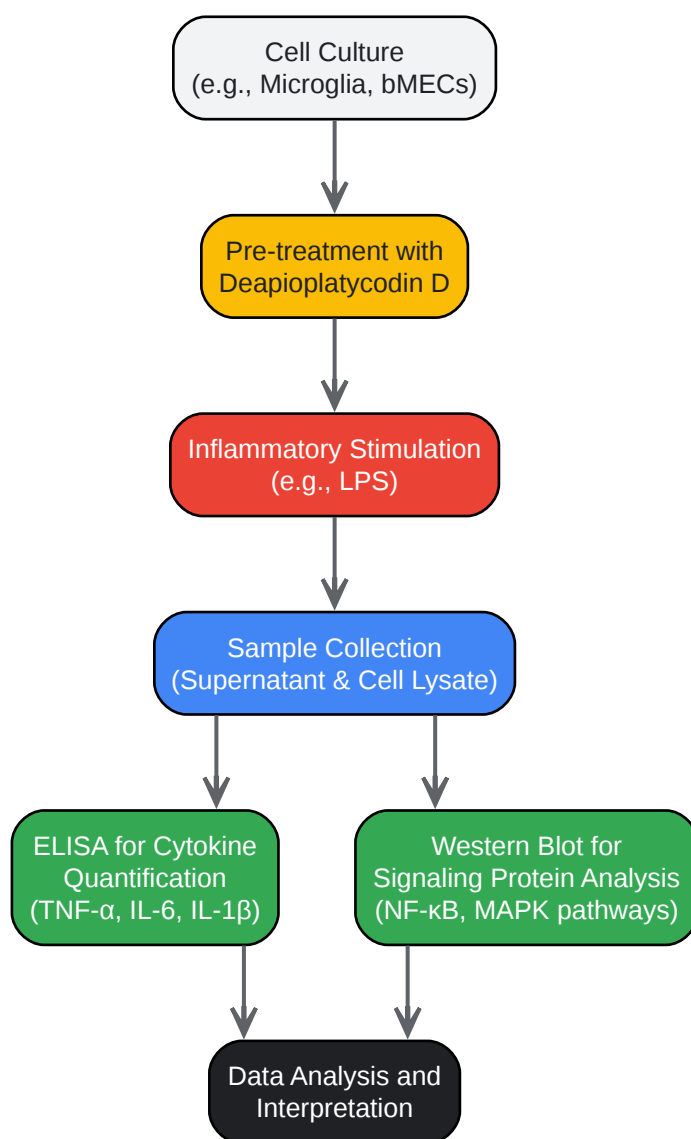 Cell Culture
(e.g., Microglia, bMECs)
Pre-treatment with
Deapioplatycodin D
Inflammatory Stimulation
(e.g., LPS)
Sample Collection
(Supernatant & Cell Lysate)
ELISA for Cytokine
Quantification
(TNF-α, IL-6, IL-1β)
Western Blot for
Signaling Protein Analysis
(NF-κB, MAPK pathways)
Data Analysis and
Interpretation